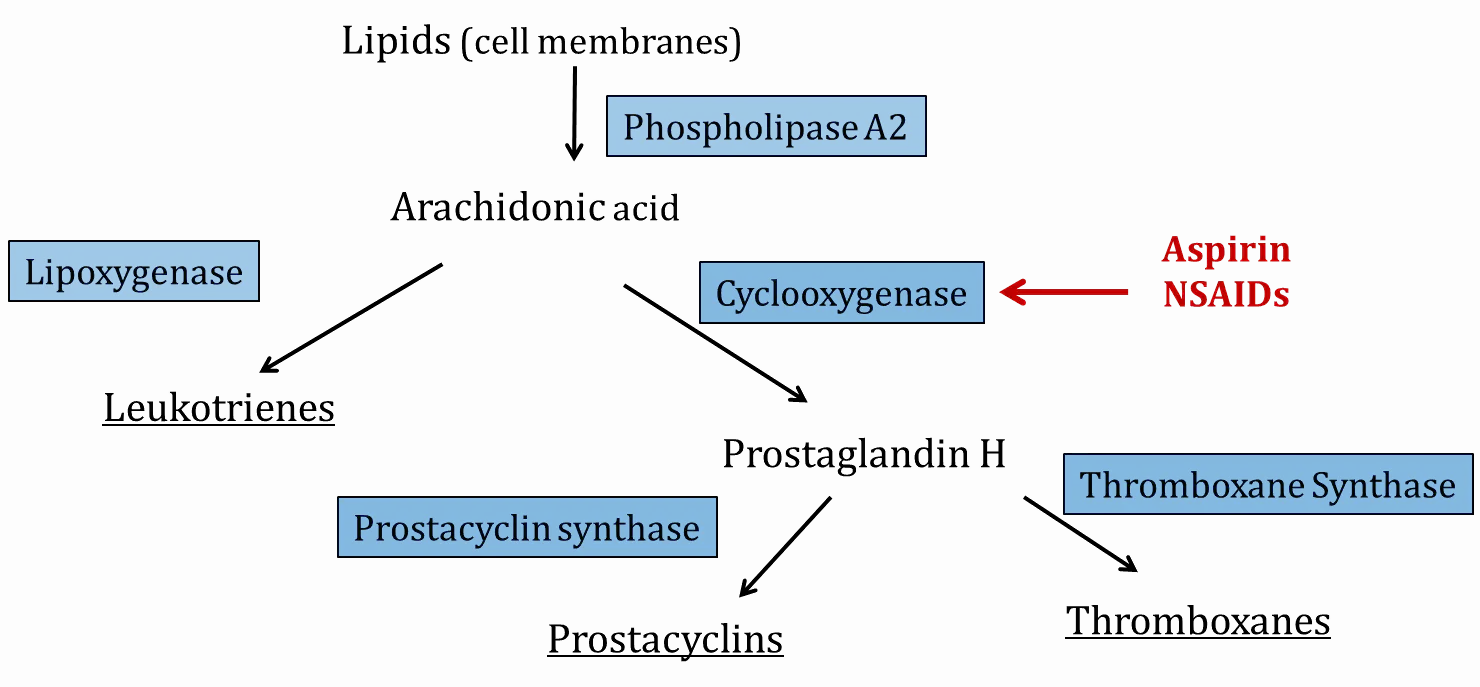 Lipids (cell membranes)
Phospholipase A2
Arachidonic acid
Lipoxygenase
Cyclooxygenase
Aspirin
NSAIDs
Leukotrienes
Prostaglandin H
Thromboxane Synthase
Prostacyclin synthase
Prostacyclins
Thromboxanes